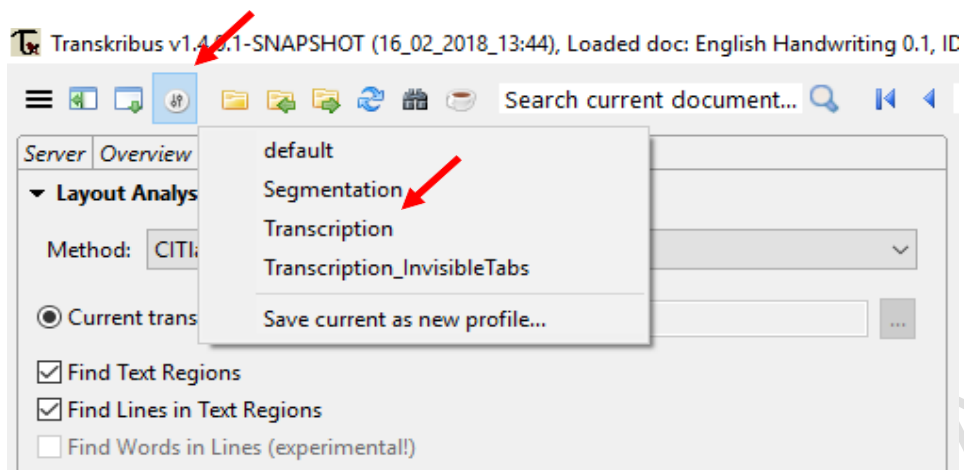 Transkribus v1.4.0.1-SNAPSHOT (16_02_2018_13:44), Loaded doc: English Handwriting 0.1, ID
Search current document...
Server Overview
default
Layout Analys
Segmentation
Transcription
Method: CITla
Transcription_InvisibleTabs
Current trans
Save current as new profile...
...
Find Text Regions
Find Lines in Text Regions
Find Words in Lines (experimental!)